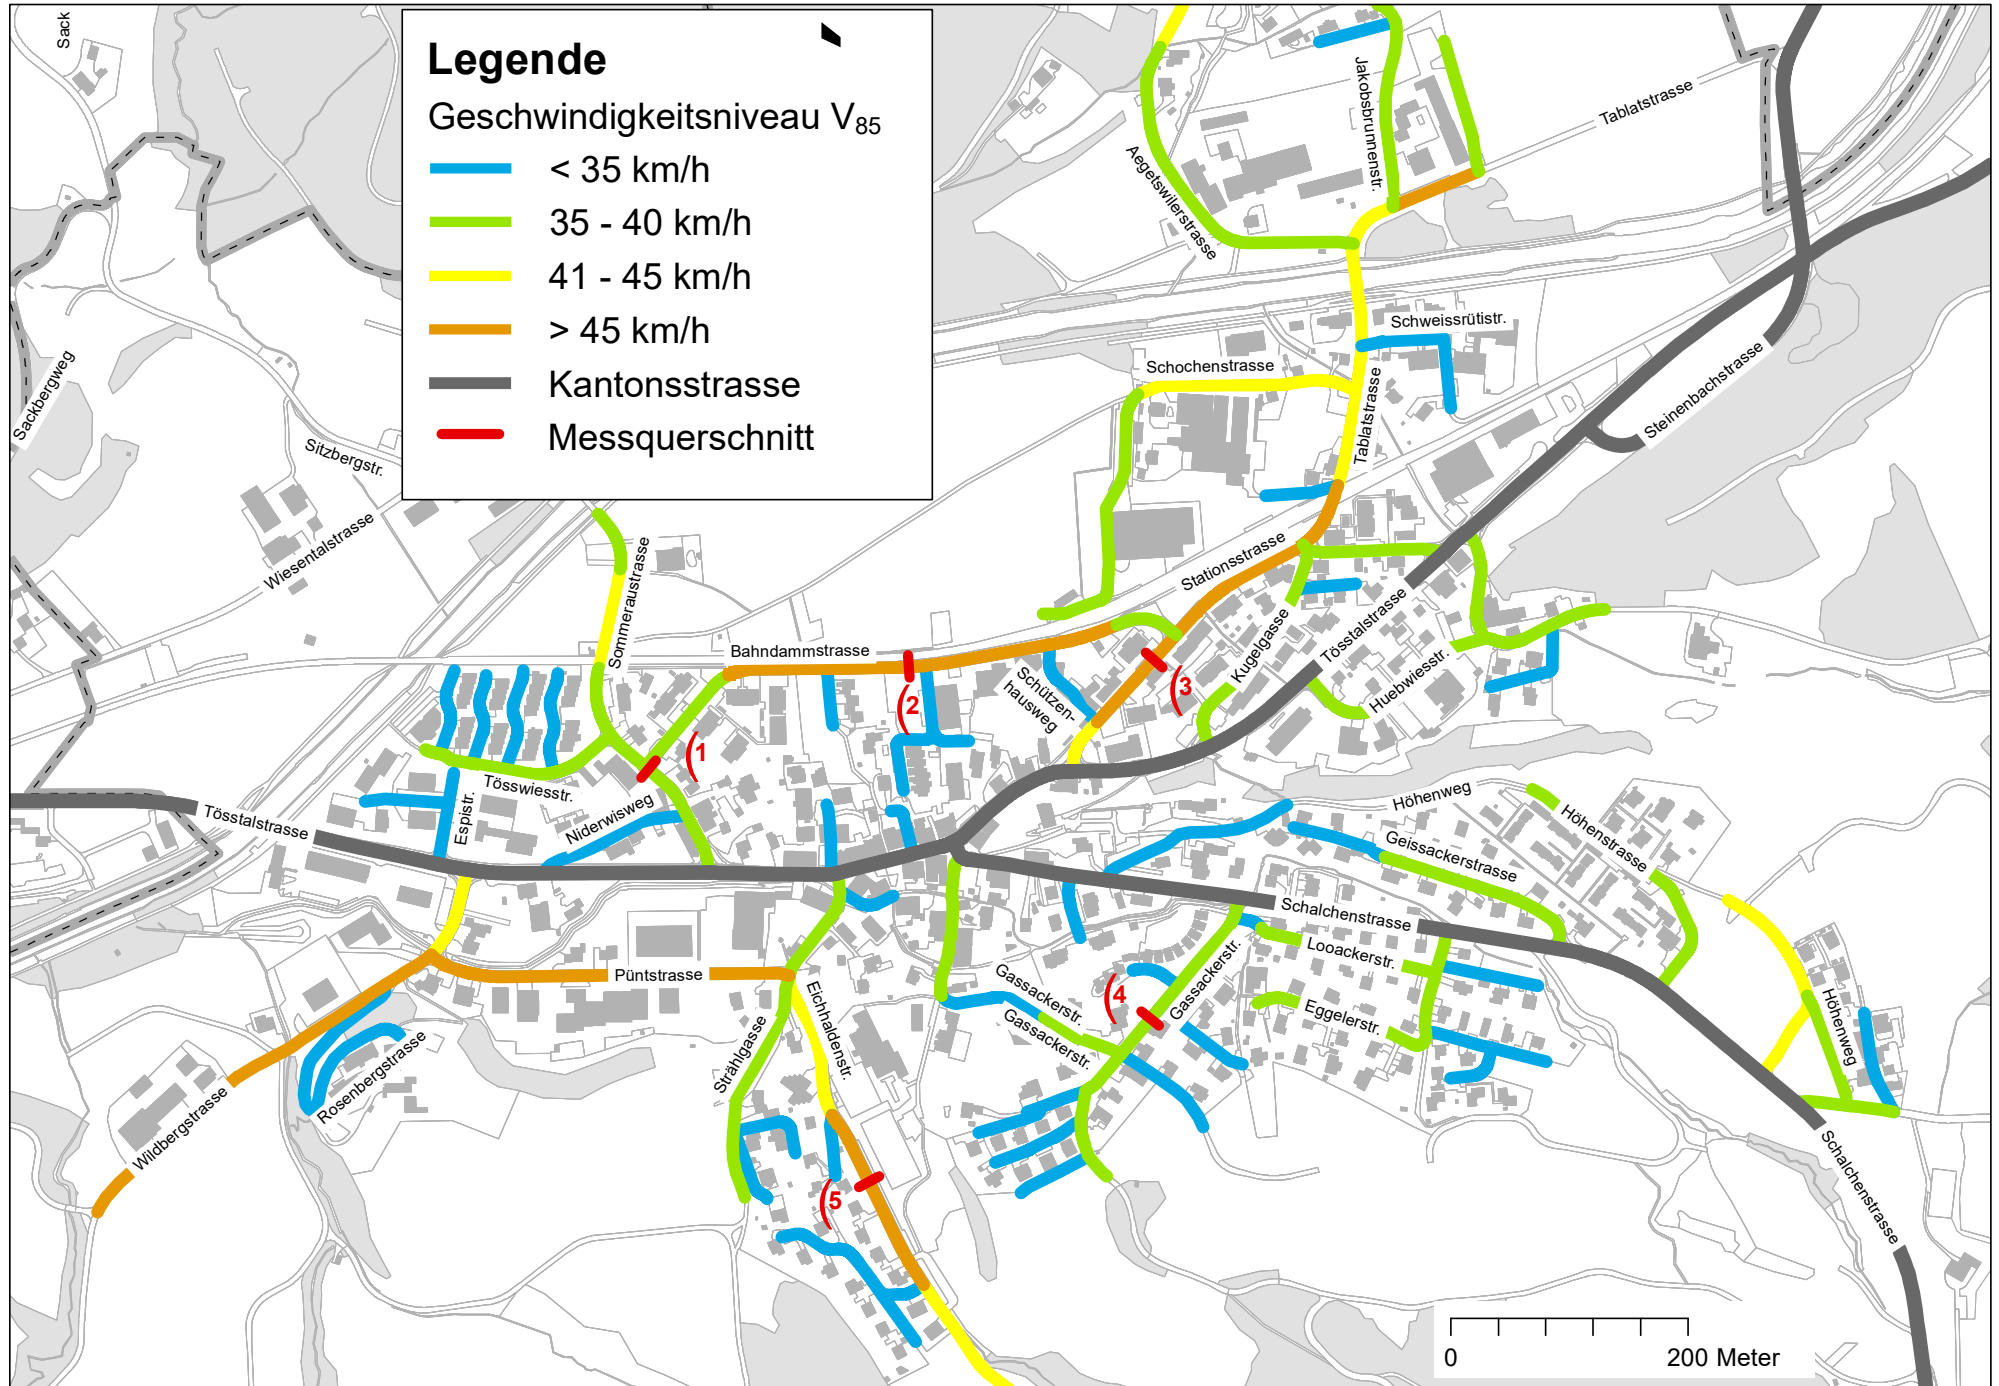 Sack
Legende
Geschwindigkeitsniveau V85
< 35 km/h
35 - 40 km/h
41 - 45 km/h
> 45 km/h
Kantonsstrasse
Messquerschnitt
Jakobsbrunnenstr.
Tablatstrasse
Aegetswilerstrasse
Schweissrütistr.
Schochenstrasse
Tablatstrasse
Steinenbachstrasse
Sackbergweg
Sitzbergstr.
Wiesentalstrasse
Sommeraustrasse
Stationsstrasse
Bahndammstrasse
Kugelgasse
Tösstalstrasse
Huebwiesstr.
Schützen-
hausweg
(1
(2
(3
Tösswiesstr.
Espistr.
Niderwisweg
Tösstalstrasse
Höhenweg
Höhenstrasse
Geissackerstrasse
Schalchenstrasse
Looackerstr.
Eggelerstr.
Gassackerstr.
Gassackerstr.
Gassackerstr.
(4
Höhenweg
Püntstrasse
Eichhaldenstr.
Strählgasse
Rosenbergstrasse
Wildbergstrasse
(5
Schalchenstrasse
0 200 Meter